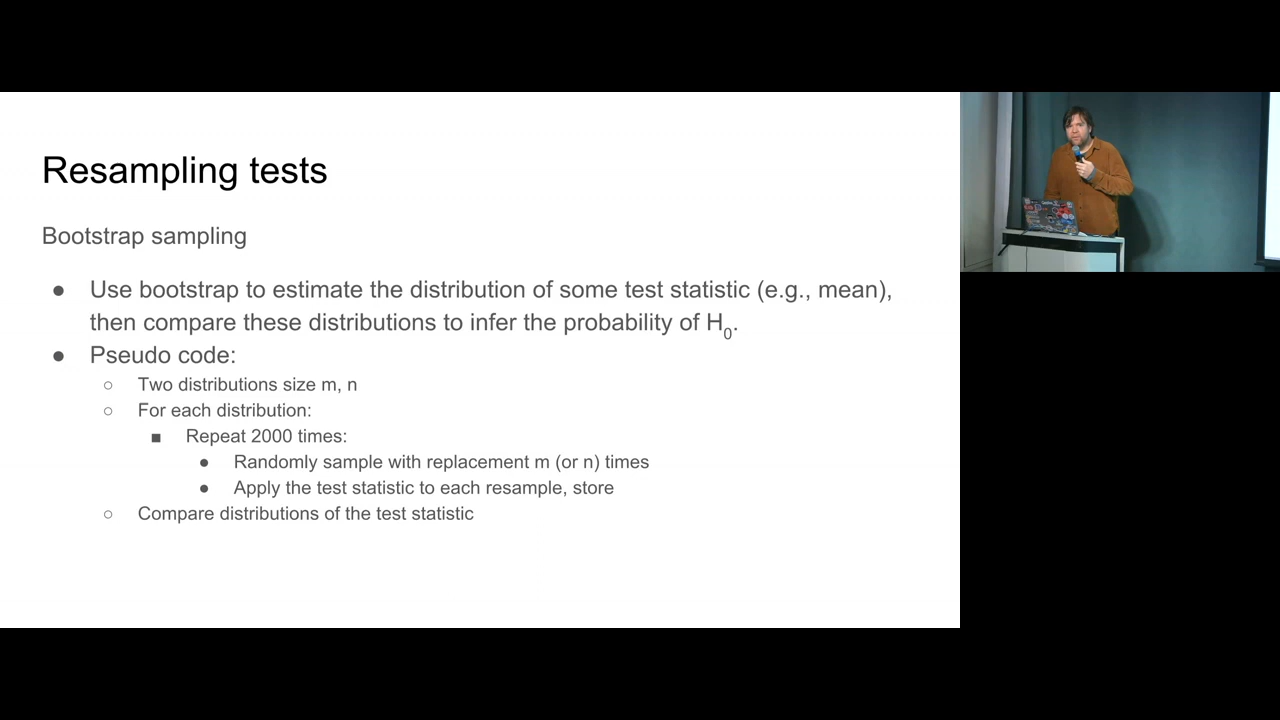 Resampling tests
Bootstrap sampling
● Use bootstrap to estimate the distribution of some test statistic (e.g., mean),
then compare these distributions to infer the probability of H₀.
● Pseudo code:
○ Two distributions size m, n
○ For each distribution:
■ Repeat 2000 times:
● Randomly sample with replacement m (or n) times
● Apply the test statistic to each resample, store
○ Compare distributions of the test statistic